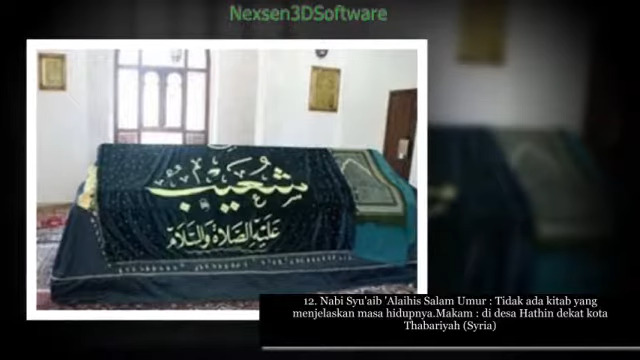 Nexsen3DSoftware
شعيب
عليه الصلاة والسلام
12. Nabi Syu'aib 'Alaihis Salam Umur : Tidak ada kitab yang
menjelaskan masa hidupnya.Makam : di desa Hathin dekat kota
Thabariyah (Syria)